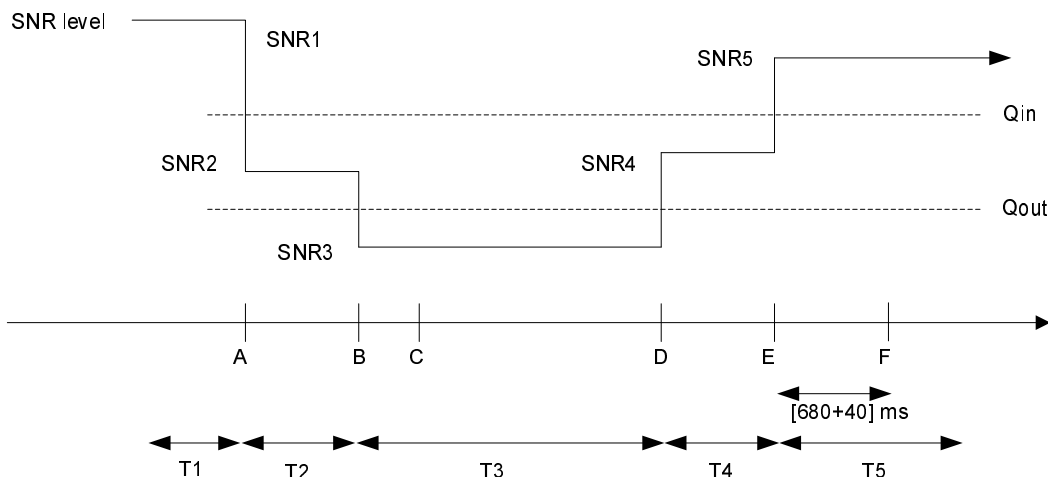 SNR level
SNR1
SNR5
Qin
SNR2
SNR4
Qout
SNR3
A B C D E F
[680+40] ms
T1 T2 T3 T4 T5